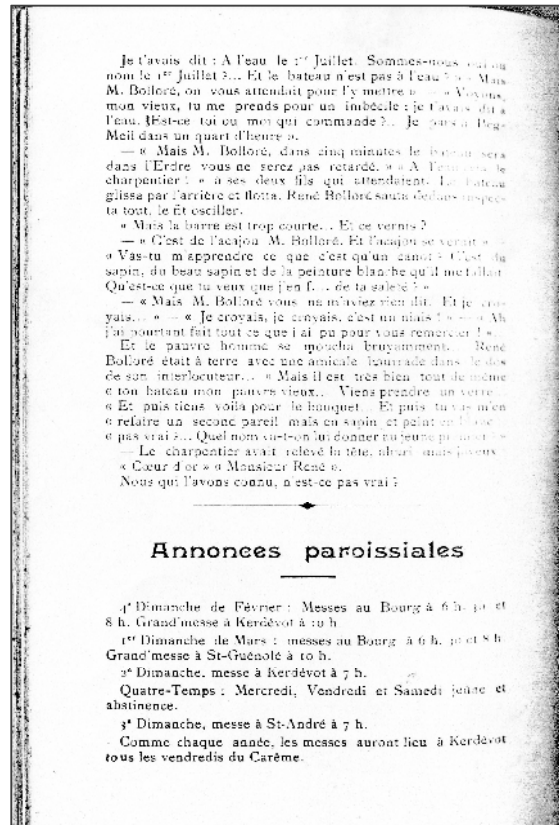 Je t'avais dit : A l'eau le 1er Juillet. Sommes-nous oui ou
nom le 1er Juillet ?... Et le bateau n'est pas à l'eau ? » « Mais
M. Bolloré, on vous attendait pour l'y mettre » — « Voyons,
mon vieux, tu me prends pour un imbécile : je t'avais dit à
l'eau. Est-ce toi ou moi qui commande ?.. Je pars à Beg-
Meil dans un quart d'heure ».
— « Mais M. Bolloré, dans cinq minutes le bateau sera
dans l'Erdre vous ne serez pas retardé. » « A l'eau le
charpentier ! » à ses deux fils qui attendaient. Le bateau
glissa par l'arrière et flotta. René Bolloré sauta dedans inspec-
ta tout, le fit osciller.
« Mais la barre est trop courte... Et ce vernis ?
— « C'est de l'acajou M. Bolloré. Et l'acajou se vernit » —
« Vas-tu m'apprendre ce que c'est qu'un canot ? C'est du
sapin, du beau sapin et de la peinture blanche qu'il me fallait.
Qu'est-ce que tu veux que j'en f... de ta saleté ? »
— « Mais M. Bolloré vous ne m'aviez rien dit. Et je cro-
yais... » — « Je croyais, je croyais, c'est un niais ! » — « Ah
j'ai pourtant fait tout ce que j'ai pu pour vous remercier ! »
Et le pauvre homme se moucha bruyamment. René
Bolloré était à terre avec une amicale bourrade dans le dos
de son interlocuteur... « Mais il est très bien tout de même
« ton bateau mon pauvre vieux.. Viens prendre un verre...
« Et puis tiens voilà pour le bouquet... Et puis tu vas m'en
« refaire un second pareil mais en sapin et peint en blanc
« pas vrai ?... Quel nom va-t-on lui donner au jeune
— Le charpentier avait relevé la tête, ahuri mais joyeux
« Cœur d'or » « Monsieur René ».
Nous qui l'avons connu, n'est-ce pas vrai ?
Annonces paroissiales
4e Dimanche de Février : Messes au Bourg à 6 h. 30 et
8 h. Grand'messe à Kerdévot à 10 h
1er Dimanche de Mars : messes au Bourg à 6 h. 30 et 8 h
Grand'messe à St-Guénolé à 10 h.
2e Dimanche, messe à Kerdévot à 7 h.
Quatre-Temps : Mercredi, Vendredi et Samedi jeûne et
abstinence.
3e Dimanche, messe à St-André à 7 h.
Comme chaque année, les messes auront lieu à Kerdévot
tous les vendredis du Carême.